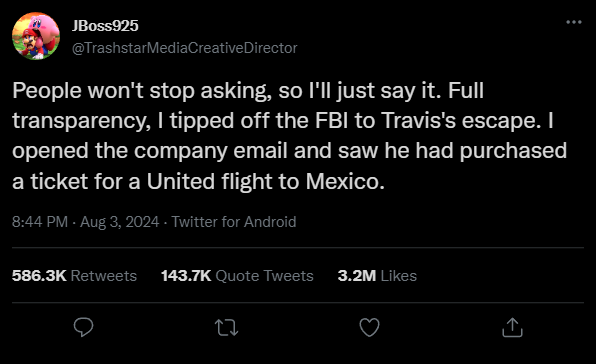 JBoss925
@TrashstarMediaCreativeDirector
People won't stop asking, so I'll just say it. Full
transparency, I tipped off the FBI to Travis's escape. I
opened the company email and saw he had purchased
a ticket for a United flight to Mexico.
8:44 PM · Aug 3, 2024 · Twitter for Android
586.3K Retweets 143.7K Quote Tweets 3.2M Likes